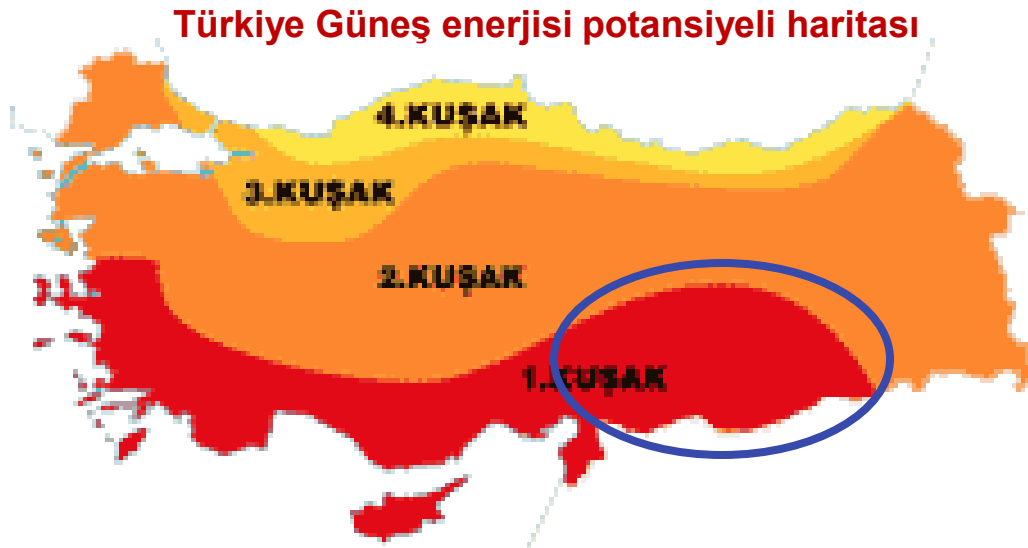 Türkiye Güneş enerjisi potansiyeli haritası
4.KUŞAK
3.KUŞAK
2.KUŞAK
1.KUŞAK